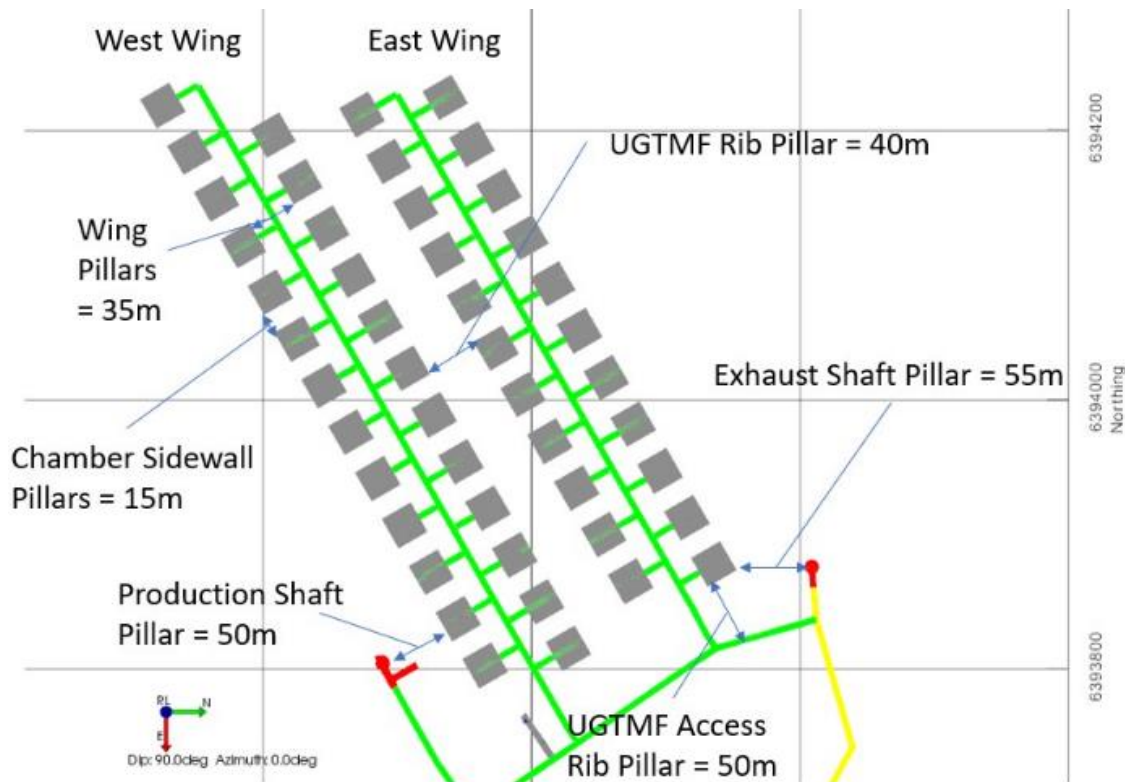 West Wing
East Wing
6394200
UGTMF Rib Pillar = 40m
Wing
Pillars
= 35m
Exhaust Shaft Pillar = 55m
6394000
Northing
Chamber Sidewall
Pillars = 15m
Production Shaft
Pillar = 50m
6393800
UGTMF Access
Rib Pillar = 50m
RL
N
E
Dip: 90.0deg Azimuth: 0.0deg